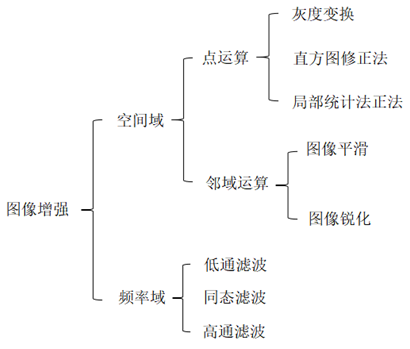 灰度变换
点运算
直方图修正法
局部统计法正法
空间域
图像平滑
邻域运算
图像锐化
图像增强
低通滤波
频率域
同态滤波
高通滤波